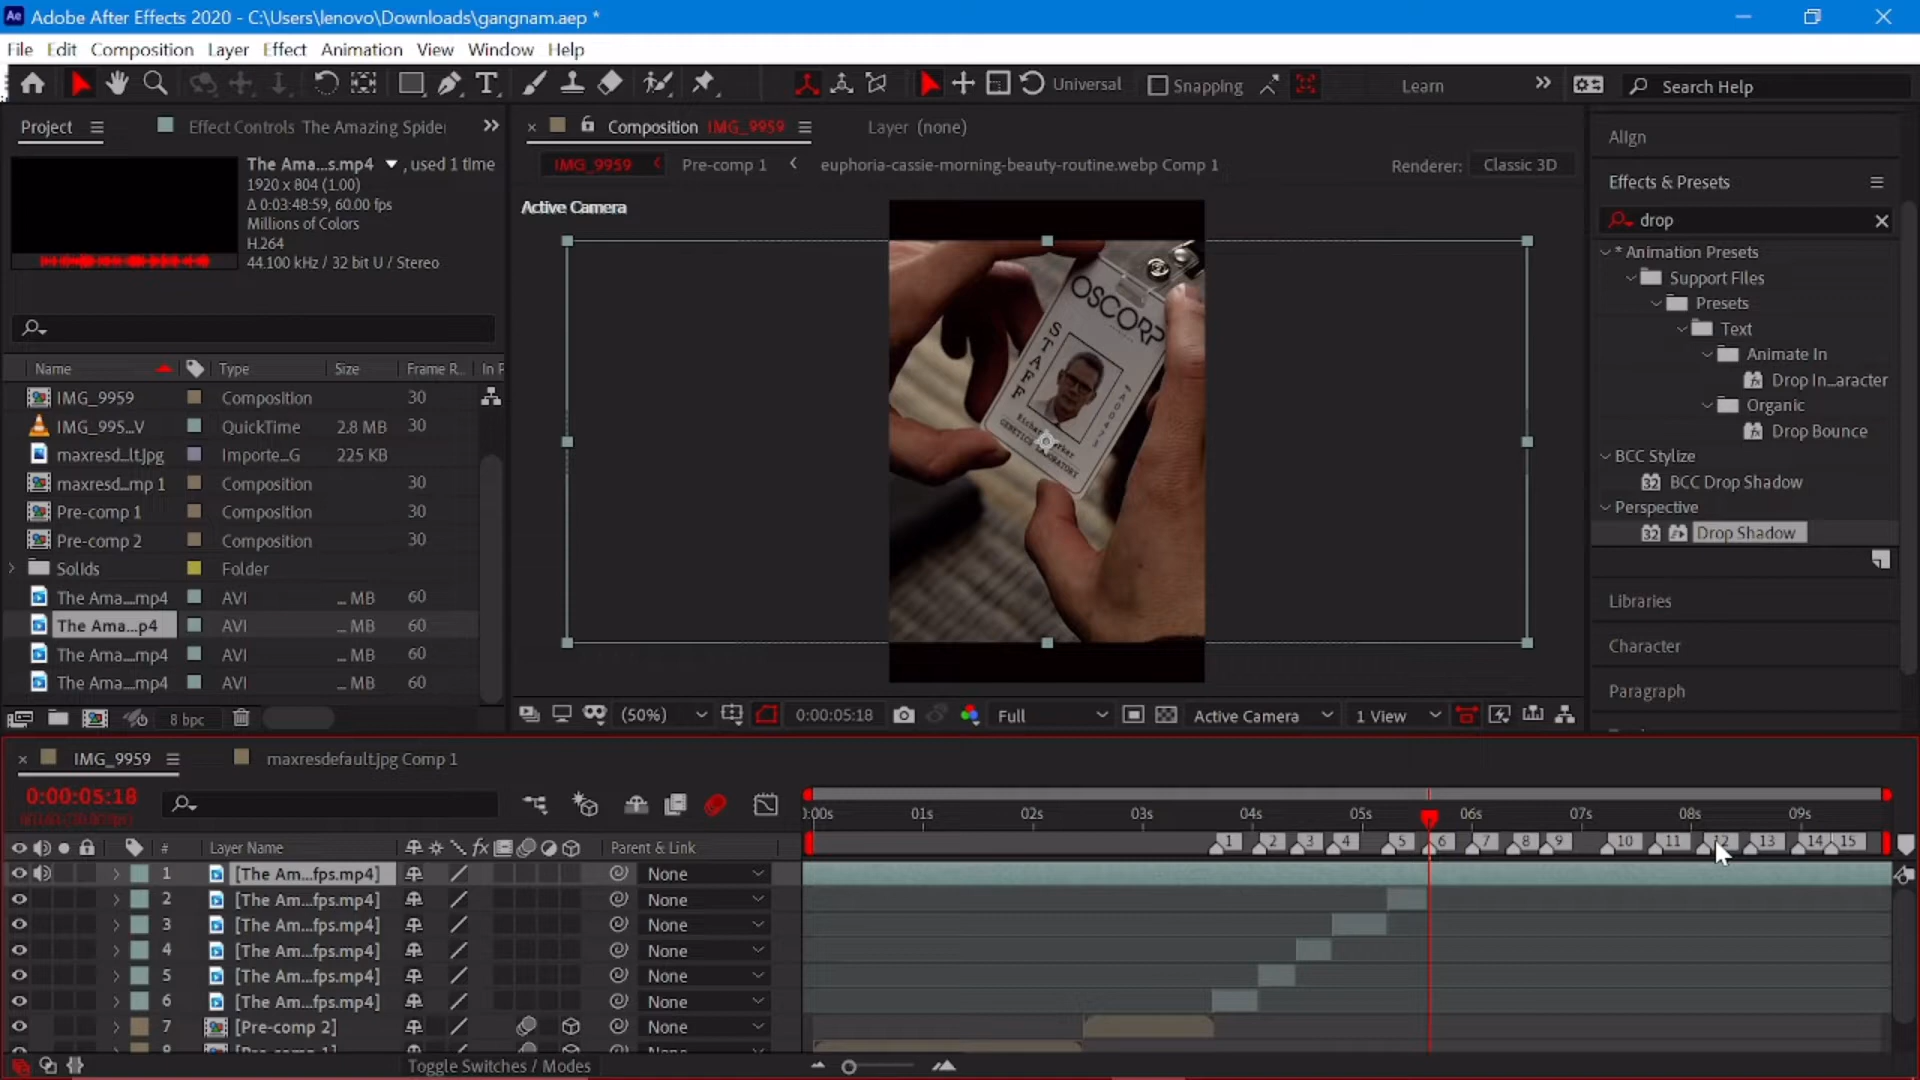 Adobe After Effects 2020 - C:\Users\lenovo\Downloads\gangnam.aep *
File Edit Composition Layer Effect Animation View Window Help
Universal Snapping Learn Search Help
Project
Effect Controls The Amazing Spider
The Ama...s.mp4 , used 1 time
1920 x 804 (1.00)
Δ 0:03:48:59, 60.00 fps
Millions of Colors
H.264
44.100 kHz / 32 bit U / Stereo
Name Type Size Frame R... In P
IMG_9959 Composition 30
IMG_995...V QuickTime 2.8 MB 30
maxresd...lt.jpg Importe...G 225 KB
maxresd...mp 1 Composition 30
Pre-comp 1 Composition 30
Pre-comp 2 Composition 30
Solids Folder
The Ama...mp4 AVI ... MB 60
The Ama...p4 AVI ... MB 60
The Ama...mp4 AVI ... MB 60
The Ama...mp4 AVI ... MB 60
8 bpc
Composition IMG_9959
Layer (none)
IMG_9959 Pre-comp 1 euphoria-cassie-morning-beauty-routine.webp Comp 1
Renderer: Classic 3D
Active Camera
OSCORP
STAFF
GENETICS LABORATORY
(50%) 0:00:05:18 Full Active Camera 1 View
Align
Effects & Presets
drop
* Animation Presets
Support Files
Presets
Text
Animate In
Drop In...aracter
Organic
Drop Bounce
BCC Stylize
32 BCC Drop Shadow
Perspective
32 Drop Shadow
Libraries
Character
Paragraph
IMG_9959
maxresdefault.jpg Comp 1
0:00:05:18
01s 02s 03s 04s 05s 06s 07s 08s 09s
1 2 3 4 5 6 7 8 9 10 11 12 13 14 15
# Layer Name fx Parent & Link
1 [The Am...fps.mp4] None
2 [The Am...fps.mp4] None
3 [The Am...fps.mp4] None
4 [The Am...fps.mp4] None
5 [The Am...fps.mp4] None
6 [The Am...fps.mp4] None
7 [Pre-comp 2] None
Toggle Switches / Modes